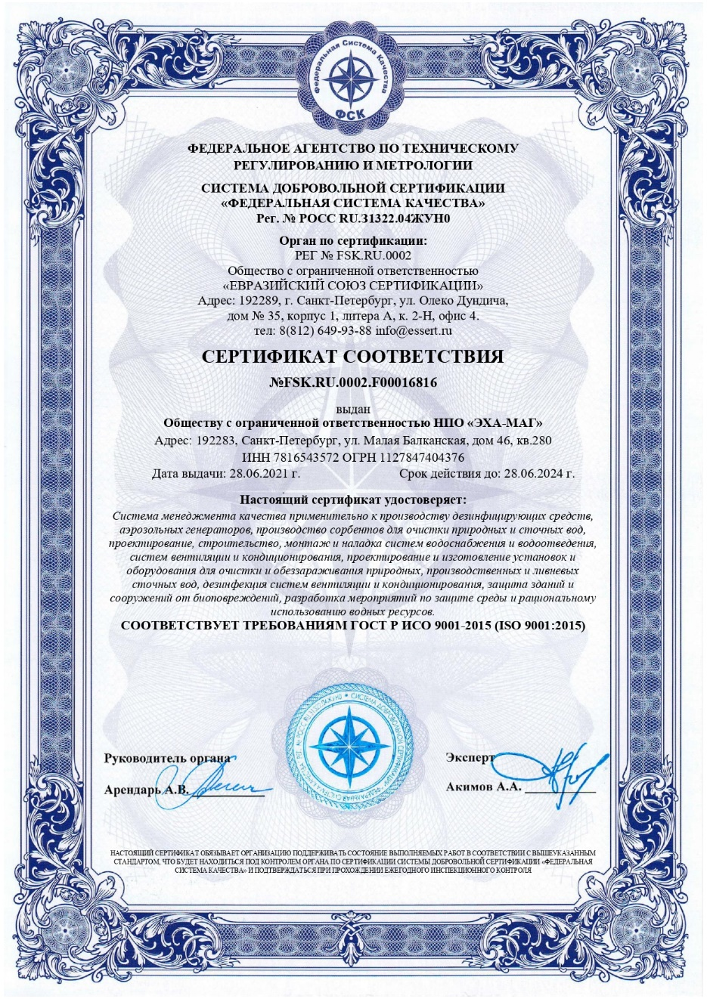 Федеральная Система Качества
ФСК
ФЕДЕРАЛЬНОЕ АГЕНТСТВО ПО ТЕХНИЧЕСКОМУ
РЕГУЛИРОВАНИЮ И МЕТРОЛОГИИ
СИСТЕМА ДОБРОВОЛЬНОЙ СЕРТИФИКАЦИИ
«ФЕДЕРАЛЬНАЯ СИСТЕМА КАЧЕСТВА»
Рег. № РОСС RU.31322.04ЖУН0
Орган по сертификации:
РЕГ № FSK.RU.0002
Общество с ограниченной ответственностью
«ЕВРАЗИЙСКИЙ СОЮЗ СЕРТИФИКАЦИИ»
Адрес: 192289, г. Санкт-Петербург, ул. Олеко Дундича,
дом № 35, корпус 1, литера А, к. 2-Н, офис 4.
тел: 8(812) 649-93-88 info@essert.ru
СЕРТИФИКАТ СООТВЕТСТВИЯ
№FSK.RU.0002.F00016816
выдан
Обществу с ограниченной ответственностью НПО «ЭХА-МАГ»
Адрес: 192283, Санкт-Петербург, ул. Малая Балканская, дом 46, кв.280
ИНН 7816543572 ОГРН 1127847404376
Дата выдачи: 28.06.2021 г. Срок действия до: 28.06.2024 г.
Настоящий сертификат удостоверяет:
Система менеджмента качества применительно к производству дезинфицирующих средств,
аэрозольных генераторов, производство сорбентов для очистки природных и сточных вод,
проектирование, строительство, монтаж и наладка систем водоснабжения и водоотведения,
систем вентиляции и кондиционирования, проектирование и изготовление установок и
оборудования для очистки и обеззараживания природных, производственных и ливневых
сточных вод, дезинфекция систем вентиляции и кондиционирования, защита зданий и
сооружений от биоповреждений, разработка мероприятий по защите среды и рациональному
использованию водных ресурсов.
СООТВЕТСТВУЕТ ТРЕБОВАНИЯМ ГОСТ Р ИСО 9001-2015 (ISO 9001:2015)
Руководитель органа
Арендарь А.В.
Эксперт
Акимов А.А.
НАСТОЯЩИЙ СЕРТИФИКАТ ОБЯЗЫВАЕТ ОРГАНИЗАЦИЮ ПОДДЕРЖИВАТЬ СОСТОЯНИЕ ВЫПОЛНЯЕМЫХ РАБОТ В СООТВЕТСТВИИ С ВЫШЕУКАЗАННЫМ
СТАНДАРТОМ, ЧТО БУДЕТ НАХОДИТЬСЯ ПОД КОНТРОЛЕМ ОРГАНА ПО СЕРТИФИКАЦИИ СИСТЕМЫ ДОБРОВОЛЬНОЙ СЕРТИФИКАЦИИ «ФЕДЕРАЛЬНАЯ
СИСТЕМА КАЧЕСТВА» И ПОДТВЕРЖДАТЬСЯ ПРИ ПРОХОЖДЕНИИ ЕЖЕГОДНОГО ИНСПЕКЦИОННОГО КОНТРОЛЯ